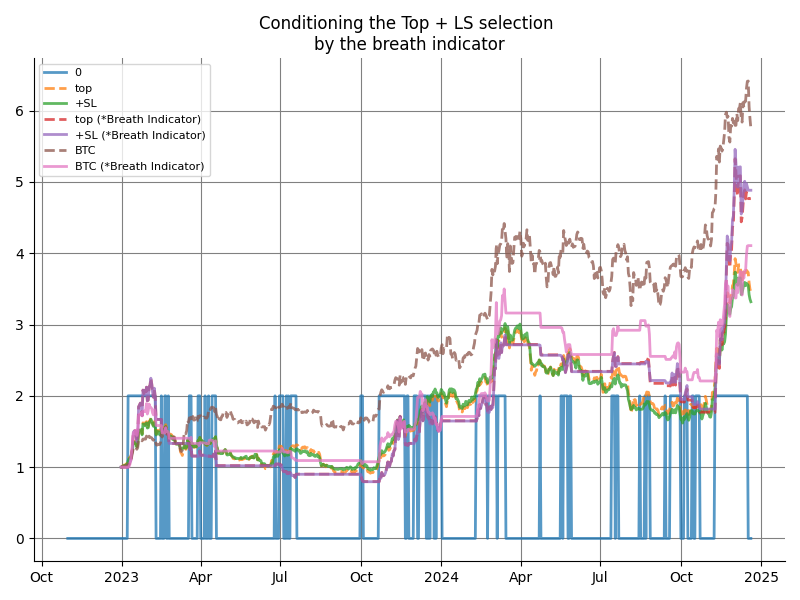 Conditioning the Top + LS selection
by the breath indicator
0
top
+SL
top (*Breath Indicator)
+SL (*Breath Indicator)
BTC
BTC (*Breath Indicator)
6
5
4
3
2
1
0
Oct 2023 Apr Jul Oct 2024 Apr Jul Oct 2025